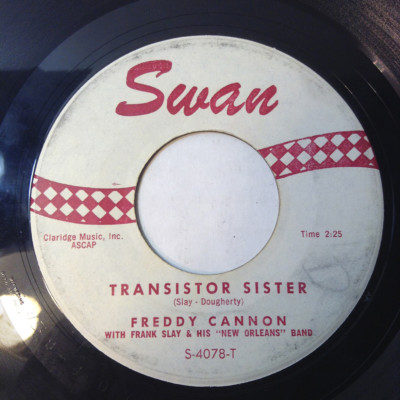 Swan
Claridge Music, Inc.
ASCAP
Time 2:25
TRANSISTOR SISTER
(Slay - Dougherty)
FREDDY CANNON
WITH FRANK SLAY & HIS "NEW ORLEANS" BAND
S-4078-T